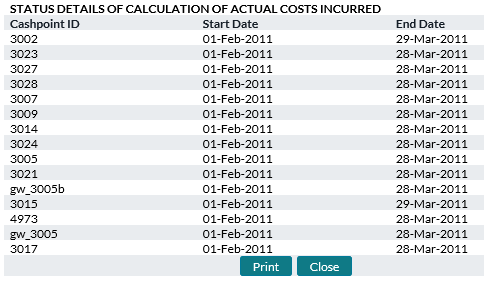 STATUS DETAILS OF CALCULATION OF ACTUAL COSTS INCURRED
Cashpoint ID Start Date End Date
3002 01-Feb-2011 29-Mar-2011
3023 01-Feb-2011 28-Mar-2011
3027 01-Feb-2011 28-Mar-2011
3028 01-Feb-2011 28-Mar-2011
3007 01-Feb-2011 28-Mar-2011
3009 01-Feb-2011 28-Mar-2011
3014 01-Feb-2011 28-Mar-2011
3024 01-Feb-2011 28-Mar-2011
3005 01-Feb-2011 28-Mar-2011
3021 01-Feb-2011 28-Mar-2011
gw_3005b 01-Feb-2011 28-Mar-2011
3015 01-Feb-2011 29-Mar-2011
4973 01-Feb-2011 28-Mar-2011
gw_3005 01-Feb-2011 28-Mar-2011
3017 01-Feb-2011 28-Mar-2011
Print Close